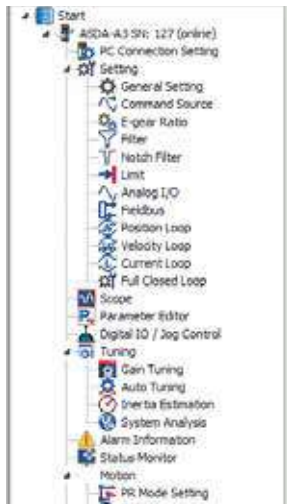 Start
ASDA-A3 SN: 127 (online)
PC Connection Setting
Setting
General Setting
Command Source
E-gear Ratio
Filter
Notch Filter
Limit
Analog I/O
Fieldbus
Position Loop
Velocity Loop
Current Loop
Full Closed Loop
Scope
Parameter Editor
Digital IO / Jog Control
Tuning
Gain Tuning
Auto Tuning
Inertia Estimation
System Analysis
Alarm Information
Status Monitor
Motion
PR Mode Setting